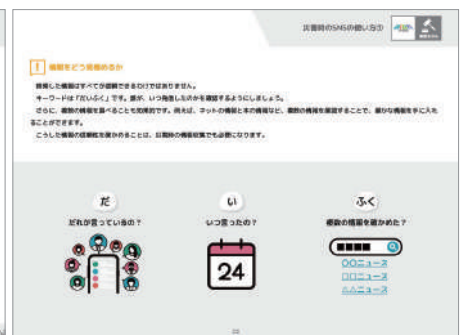 災害時のSNSの使い方①
! 情報をどう見極めるか
検索した情報はすべてが信頼できるわけではありません。
キーワードは「だいふく」です。誰が、いつ発信したのかを確認するようにしましょう。
さらに、複数の情報を調べることも効果的です。例えば、ネットの情報と本の情報など、複数の情報を確認することで、確かな情報を手に入れ
ることができます。
こうした情報の信頼性を確かめることは、災害時の情報収集でも必要になります。
だ い ふく
だれが言っているの？ いつ言ったの？ 複数の情報を確かめた？
24
〇〇ニュース
□□ニュース
△△ニュース